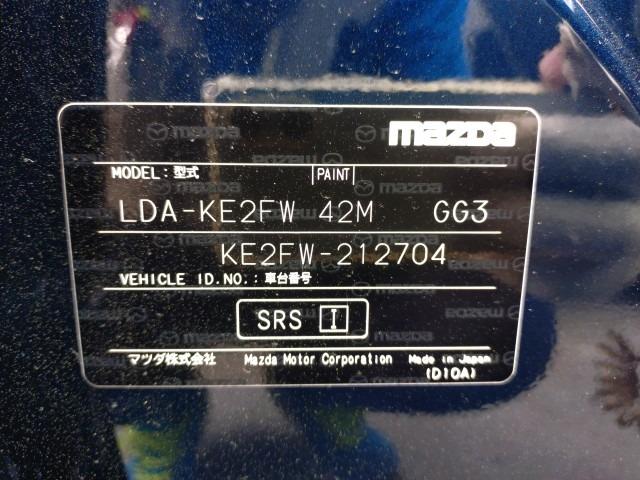 mazda
MODEL:型式 PAINT
LDA-KE2FW 42M GG3
KE2FW-212704
VEHICLE ID.NO.:車台番号
SRS I
マツダ株式会社 Mazda Motor Corporation Made in Japan
(D10A)